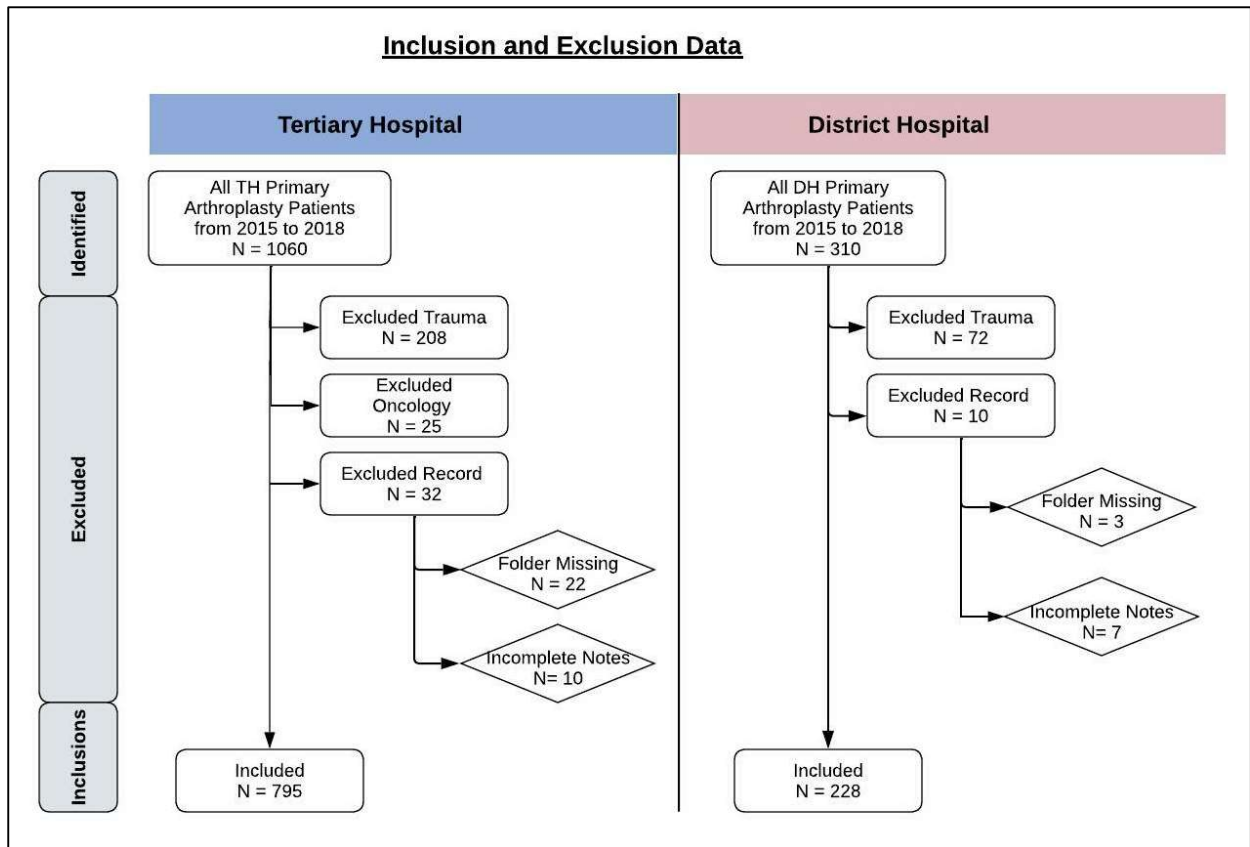 Inclusion and Exclusion Data
Tertiary Hospital
District Hospital
Identified
All TH Primary
Arthroplasty Patients
from 2015 to 2018
N = 1060
All DH Primary
Arthroplasty Patients
from 2015 to 2018
N = 310
Excluded
Excluded Trauma
N = 208
Excluded
Oncology
N = 25
Excluded Record
N = 32
Folder Missing
N = 22
Incomplete Notes
N= 10
Excluded Trauma
N = 72
Excluded Record
N = 10
Folder Missing
N = 3
Incomplete Notes
N= 7
Inclusions
Included
N = 795
Included
N = 228